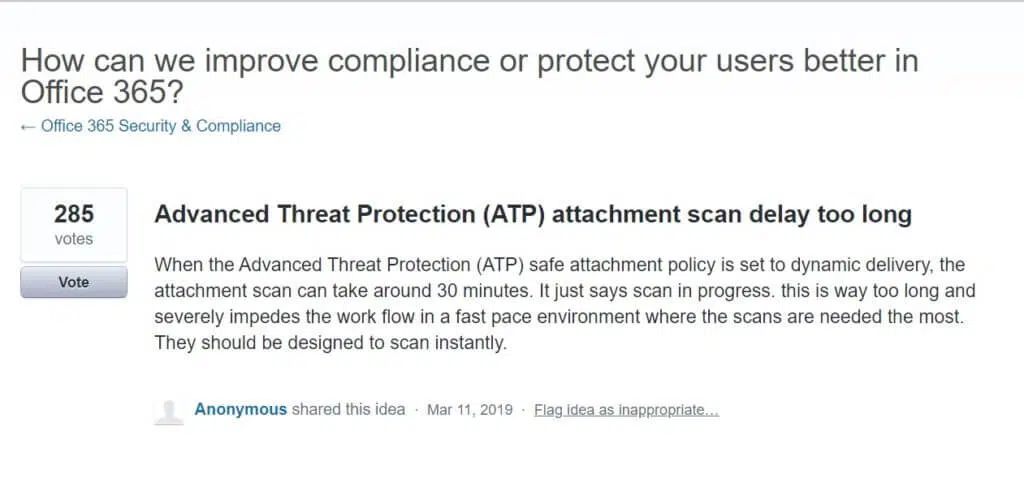 How can we improve compliance or protect your users better in
Office 365?
← Office 365 Security & Compliance
285
votes
Vote
Advanced Threat Protection (ATP) attachment scan delay too long
When the Advanced Threat Protection (ATP) safe attachment policy is set to dynamic delivery, the
attachment scan can take around 30 minutes. It just says scan in progress. this is way too long and
severely impedes the work flow in a fast pace environment where the scans are needed the most.
They should be designed to scan instantly.
Anonymous shared this idea · Mar 11, 2019 · Flag idea as inappropriate…